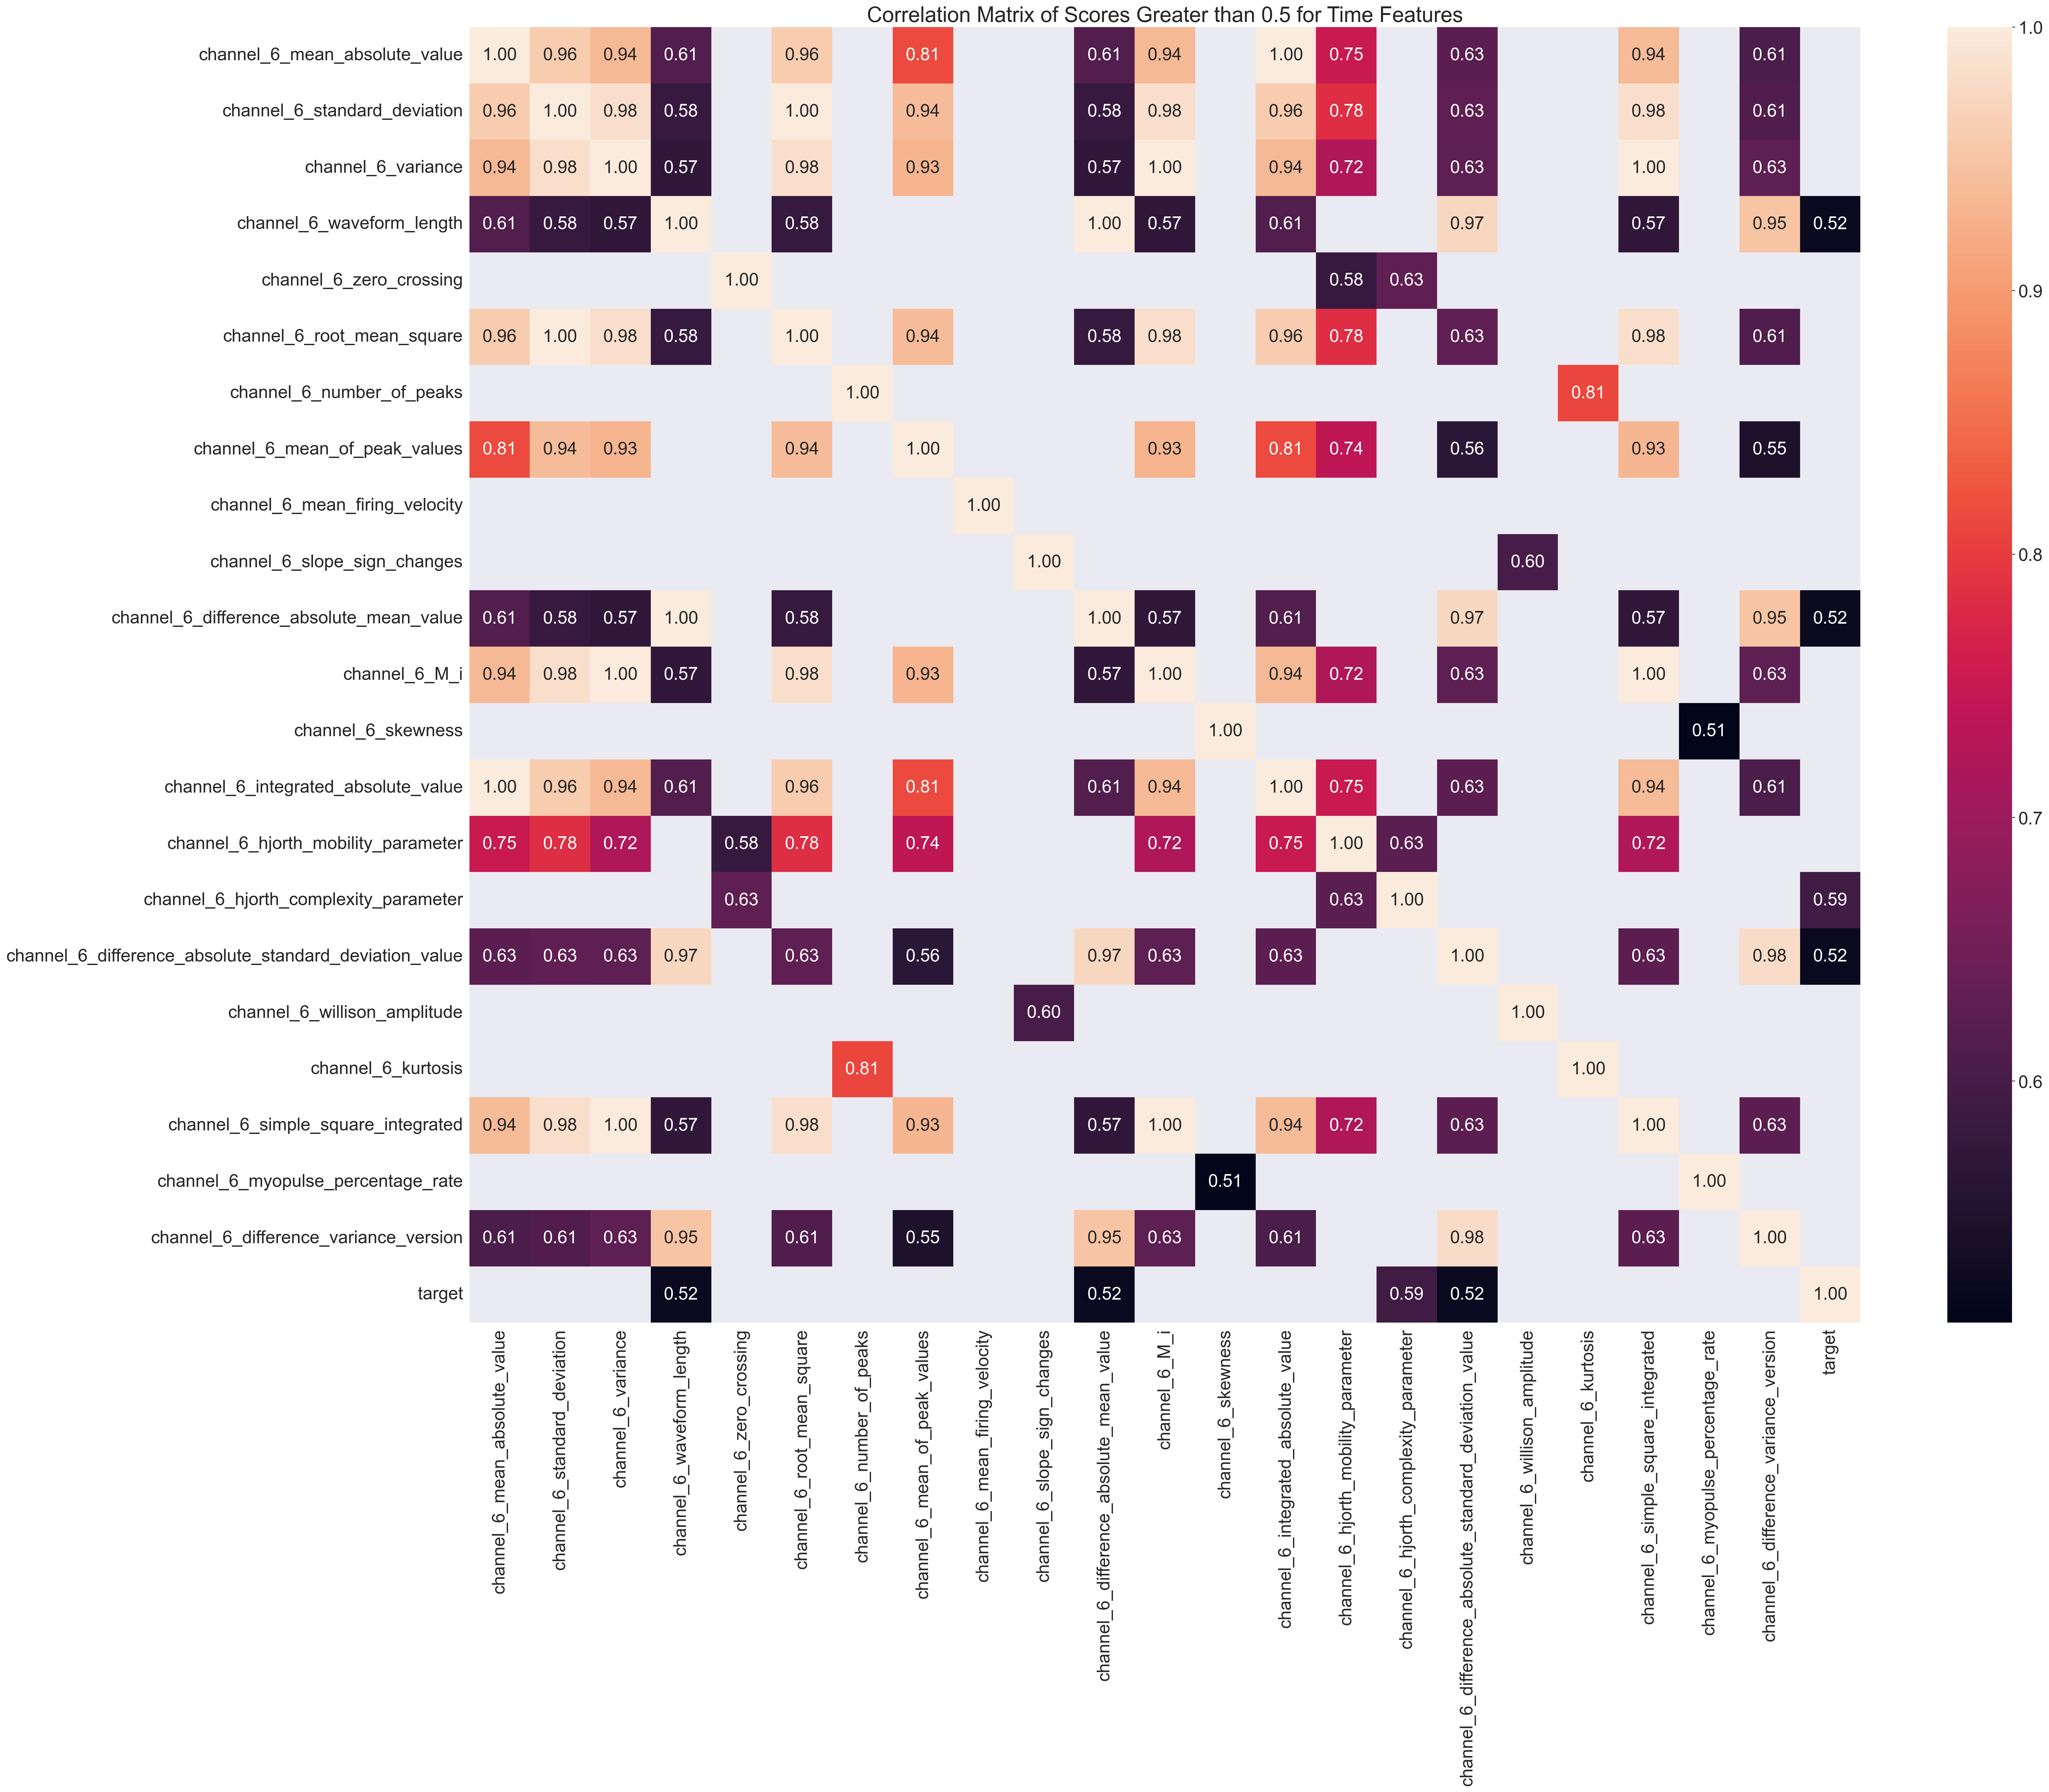 Correlation Matrix of Scores Greater than 0.5 for Time Features
channel_6_mean_absolute_value 1.00 0.96 0.94 0.61 0.96 0.81 0.61 0.94 1.00 0.75 0.63 0.94 0.61
channel_6_standard_deviation 0.96 1.00 0.98 0.58 1.00 0.94 0.58 0.98 0.96 0.78 0.63 0.98 0.61
channel_6_variance 0.94 0.98 1.00 0.57 0.98 0.93 0.57 1.00 0.94 0.72 0.63 1.00 0.63
channel_6_waveform_length 0.61 0.58 0.57 1.00 0.58 1.00 0.57 0.61 0.97 0.57 0.95 0.52
channel_6_zero_crossing 1.00 0.58 0.63
channel_6_root_mean_square 0.96 1.00 0.98 0.58 1.00 0.94 0.58 0.98 0.96 0.78 0.63 0.98 0.61
channel_6_number_of_peaks 1.00 0.81
channel_6_mean_of_peak_values 0.81 0.94 0.93 0.94 1.00 0.93 0.81 0.74 0.56 0.93 0.55
channel_6_mean_firing_velocity 1.00
channel_6_slope_sign_changes 1.00 0.60
channel_6_difference_absolute_mean_value 0.61 0.58 0.57 1.00 0.58 1.00 0.57 0.61 0.97 0.57 0.95 0.52
channel_6_M_i 0.94 0.98 1.00 0.57 0.98 0.93 0.57 1.00 0.94 0.72 0.63 1.00 0.63
channel_6_skewness 1.00 0.51
channel_6_integrated_absolute_value 1.00 0.96 0.94 0.61 0.96 0.81 0.61 0.94 1.00 0.75 0.63 0.94 0.61
channel_6_hjorth_mobility_parameter 0.75 0.78 0.72 0.58 0.78 0.74 0.72 0.75 1.00 0.63 0.72
channel_6_hjorth_complexity_parameter 0.63 0.63 1.00 0.59
channel_6_difference_absolute_standard_deviation_value 0.63 0.63 0.63 0.97 0.63 0.56 0.97 0.63 0.63 1.00 0.63 0.98 0.52
channel_6_willison_amplitude 0.60 1.00
channel_6_kurtosis 0.81 1.00
channel_6_simple_square_integrated 0.94 0.98 1.00 0.57 0.98 0.93 0.57 1.00 0.94 0.72 0.63 1.00 0.63
channel_6_myopulse_percentage_rate 0.51 1.00
channel_6_difference_variance_version 0.61 0.61 0.63 0.95 0.61 0.55 0.95 0.63 0.61 0.98 0.63 1.00
target 0.52 0.52 0.59 0.52 1.00
channel_6_mean_absolute_value
channel_6_standard_deviation
channel_6_variance
channel_6_waveform_length
channel_6_zero_crossing
channel_6_root_mean_square
channel_6_number_of_peaks
channel_6_mean_of_peak_values
channel_6_mean_firing_velocity
channel_6_slope_sign_changes
channel_6_difference_absolute_mean_value
channel_6_M_i
channel_6_skewness
channel_6_integrated_absolute_value
channel_6_hjorth_mobility_parameter
channel_6_hjorth_complexity_parameter
channel_6_difference_absolute_standard_deviation_value
channel_6_willison_amplitude
channel_6_kurtosis
channel_6_simple_square_integrated
channel_6_myopulse_percentage_rate
channel_6_difference_variance_version
target
1.0
0.9
0.8
0.7
0.6